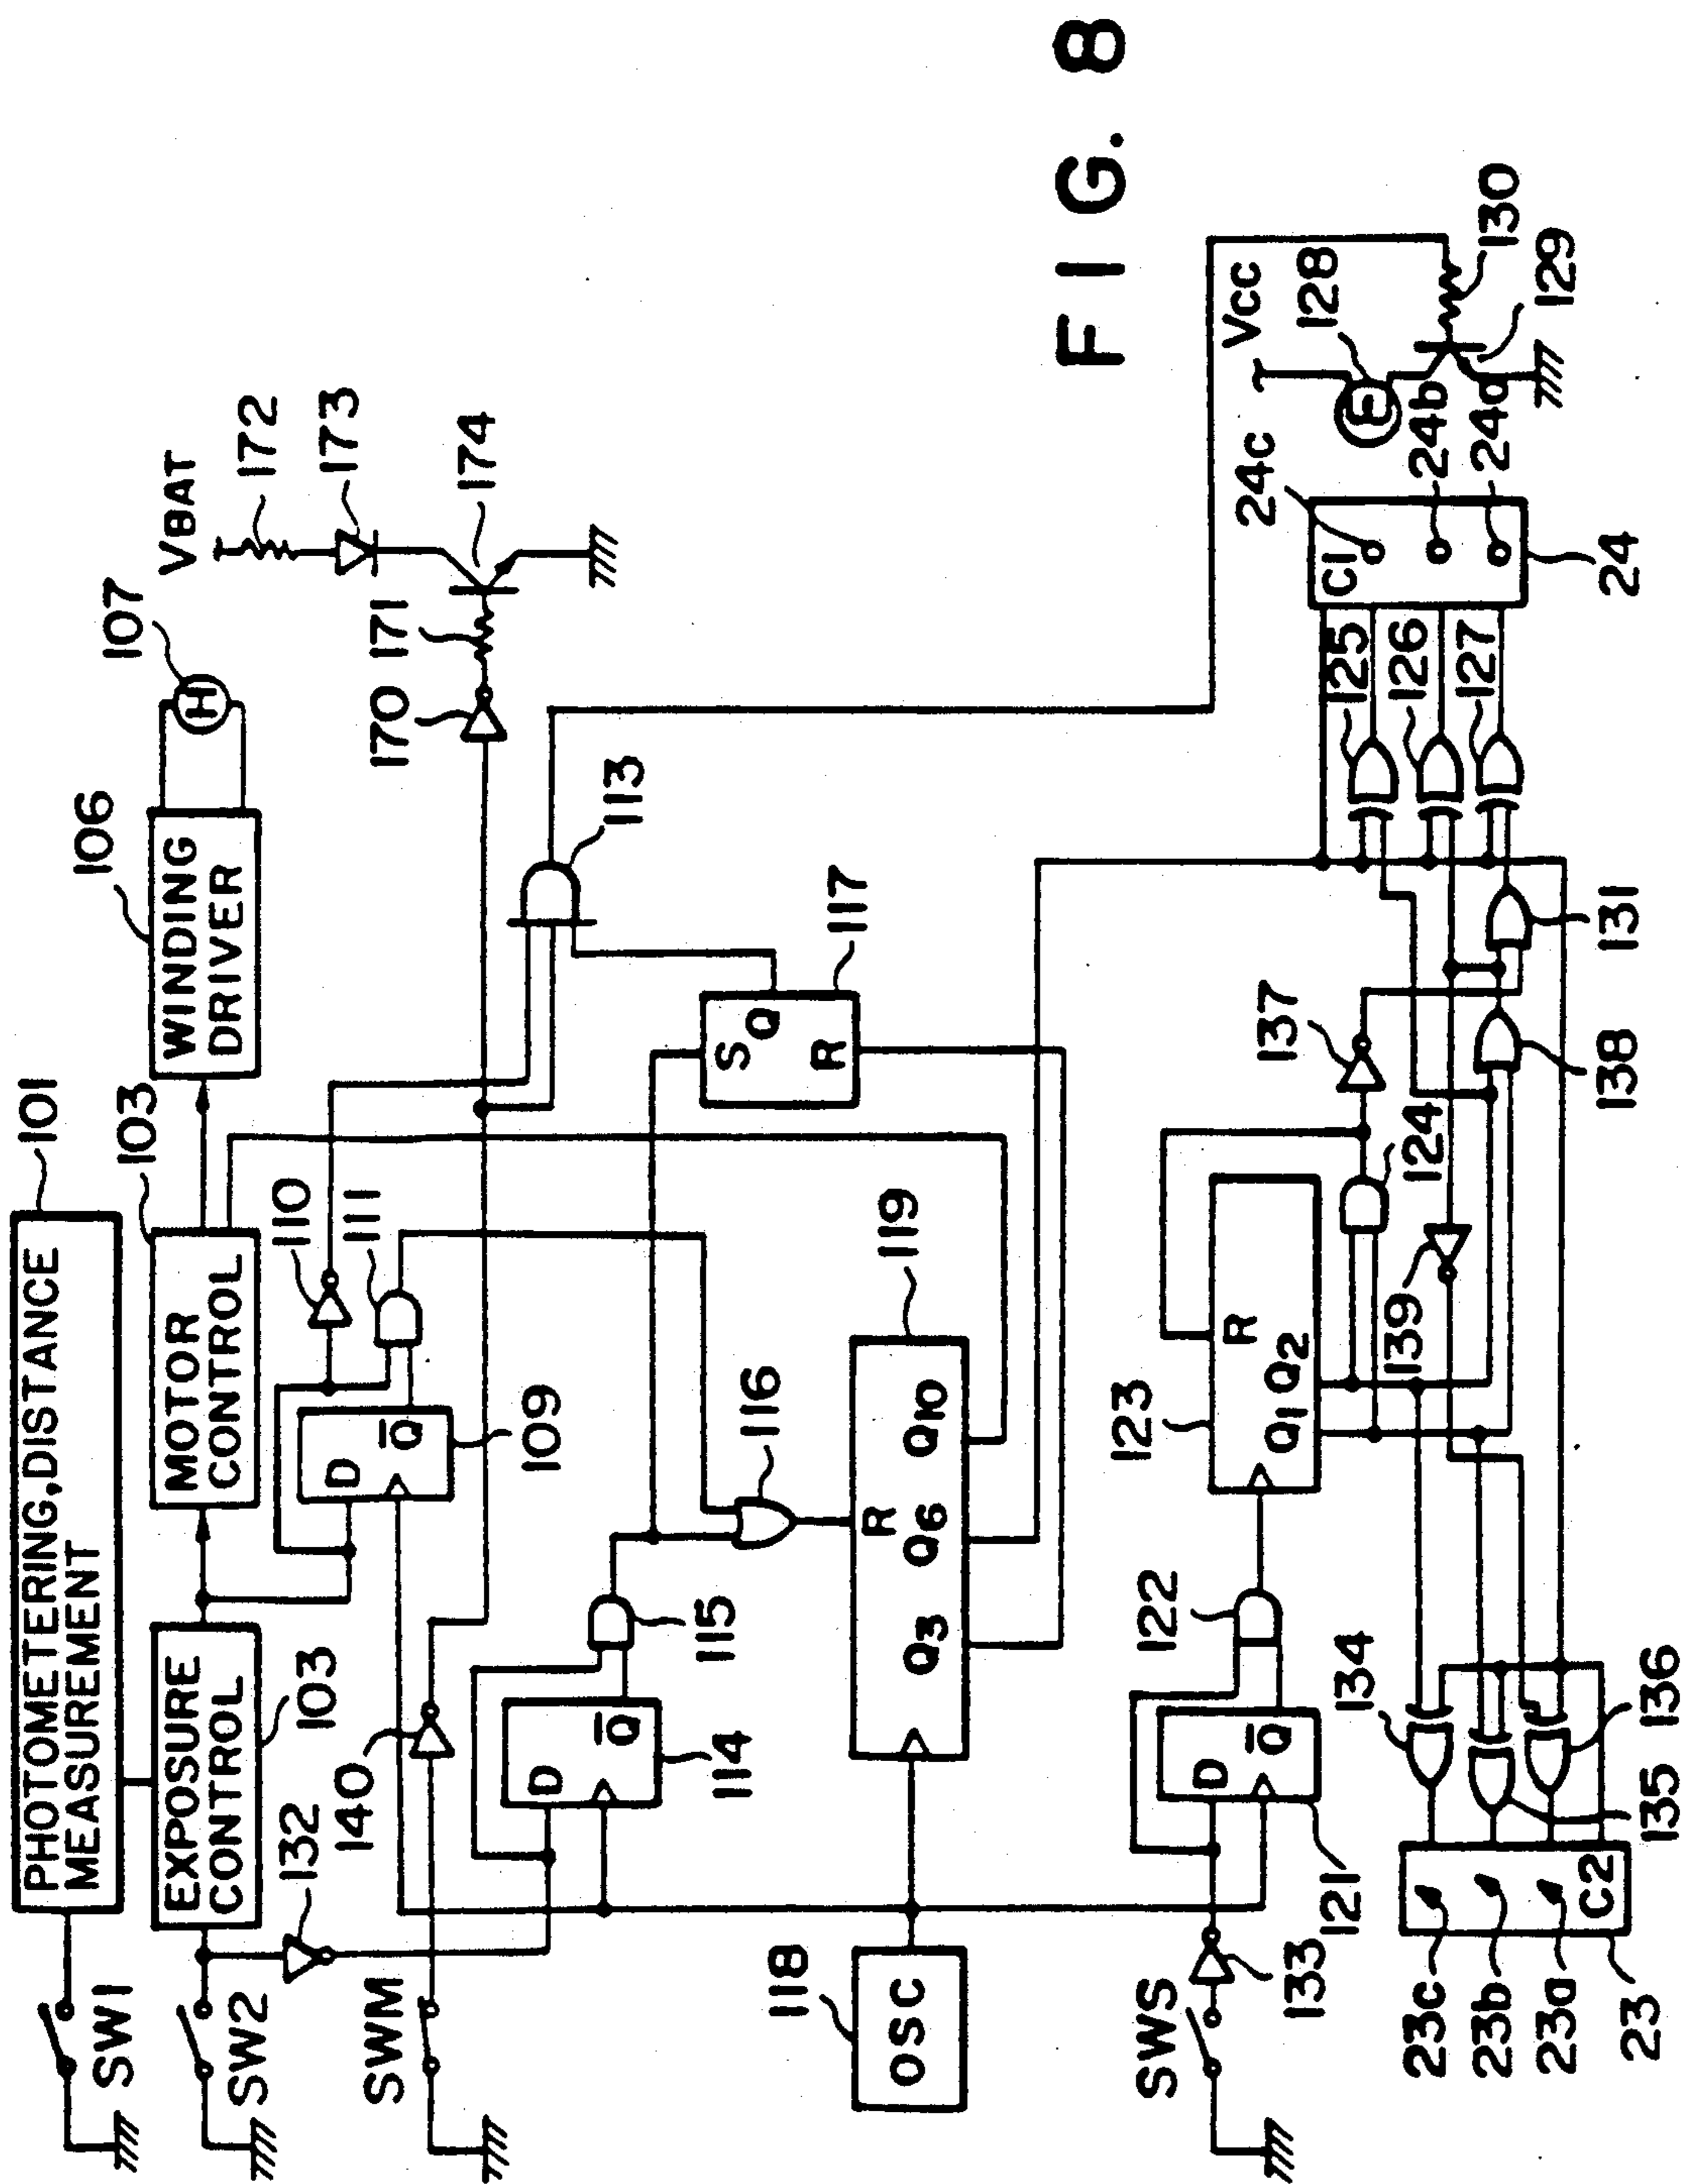 PHOTOMETERING,DISTANCE
MEASUREMENT
101
SW1
EXPOSURE
CONTROL
103
MOTOR
CONTROL
103
WINDING
DRIVER
106
M
107
SW2
132
D
Q
109
110
111
VBAT
172
173
174
171
170
SWM
140
D
Q
114
115
116
113
S
Q
R
117
118
OSC
R
Q3
Q6
Q10
119
FIG. 8
SWS
133
D
Q
121
122
123
R
Q1
Q2
124
137
139
138
131
125
126
127
C1
24c
24b
24a
24
Vcc
128
130
129
134
135
136
23c
23b
23a
C2
23